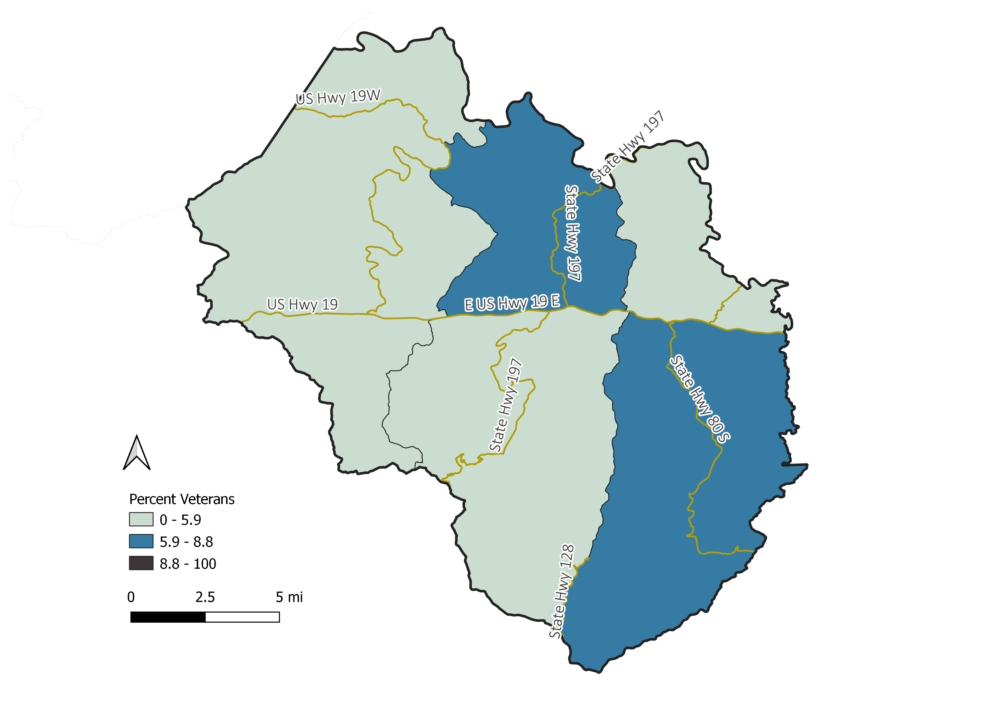 US Hwy 19W
State Hwy 197
State Hwy 197
US Hwy 19
E US Hwy 19 E
State Hwy 197
State Hwy 80 S
State Hwy 128
Percent Veterans
0 - 5.9
5.9 - 8.8
8.8 - 100
0 2.5 5 mi